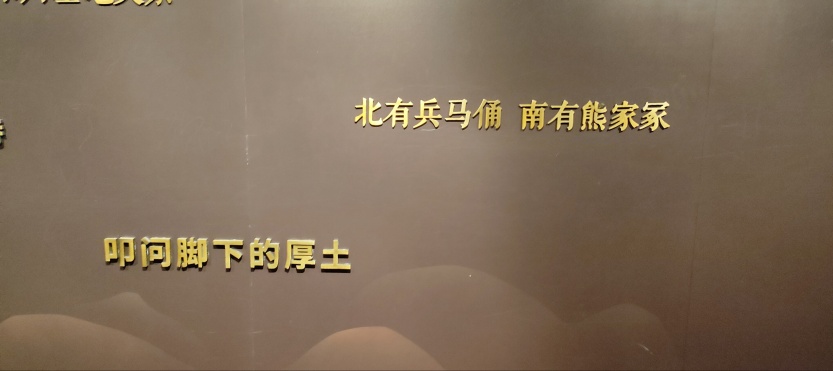 北有兵马俑 南有熊家冢
叩问脚下的厚土